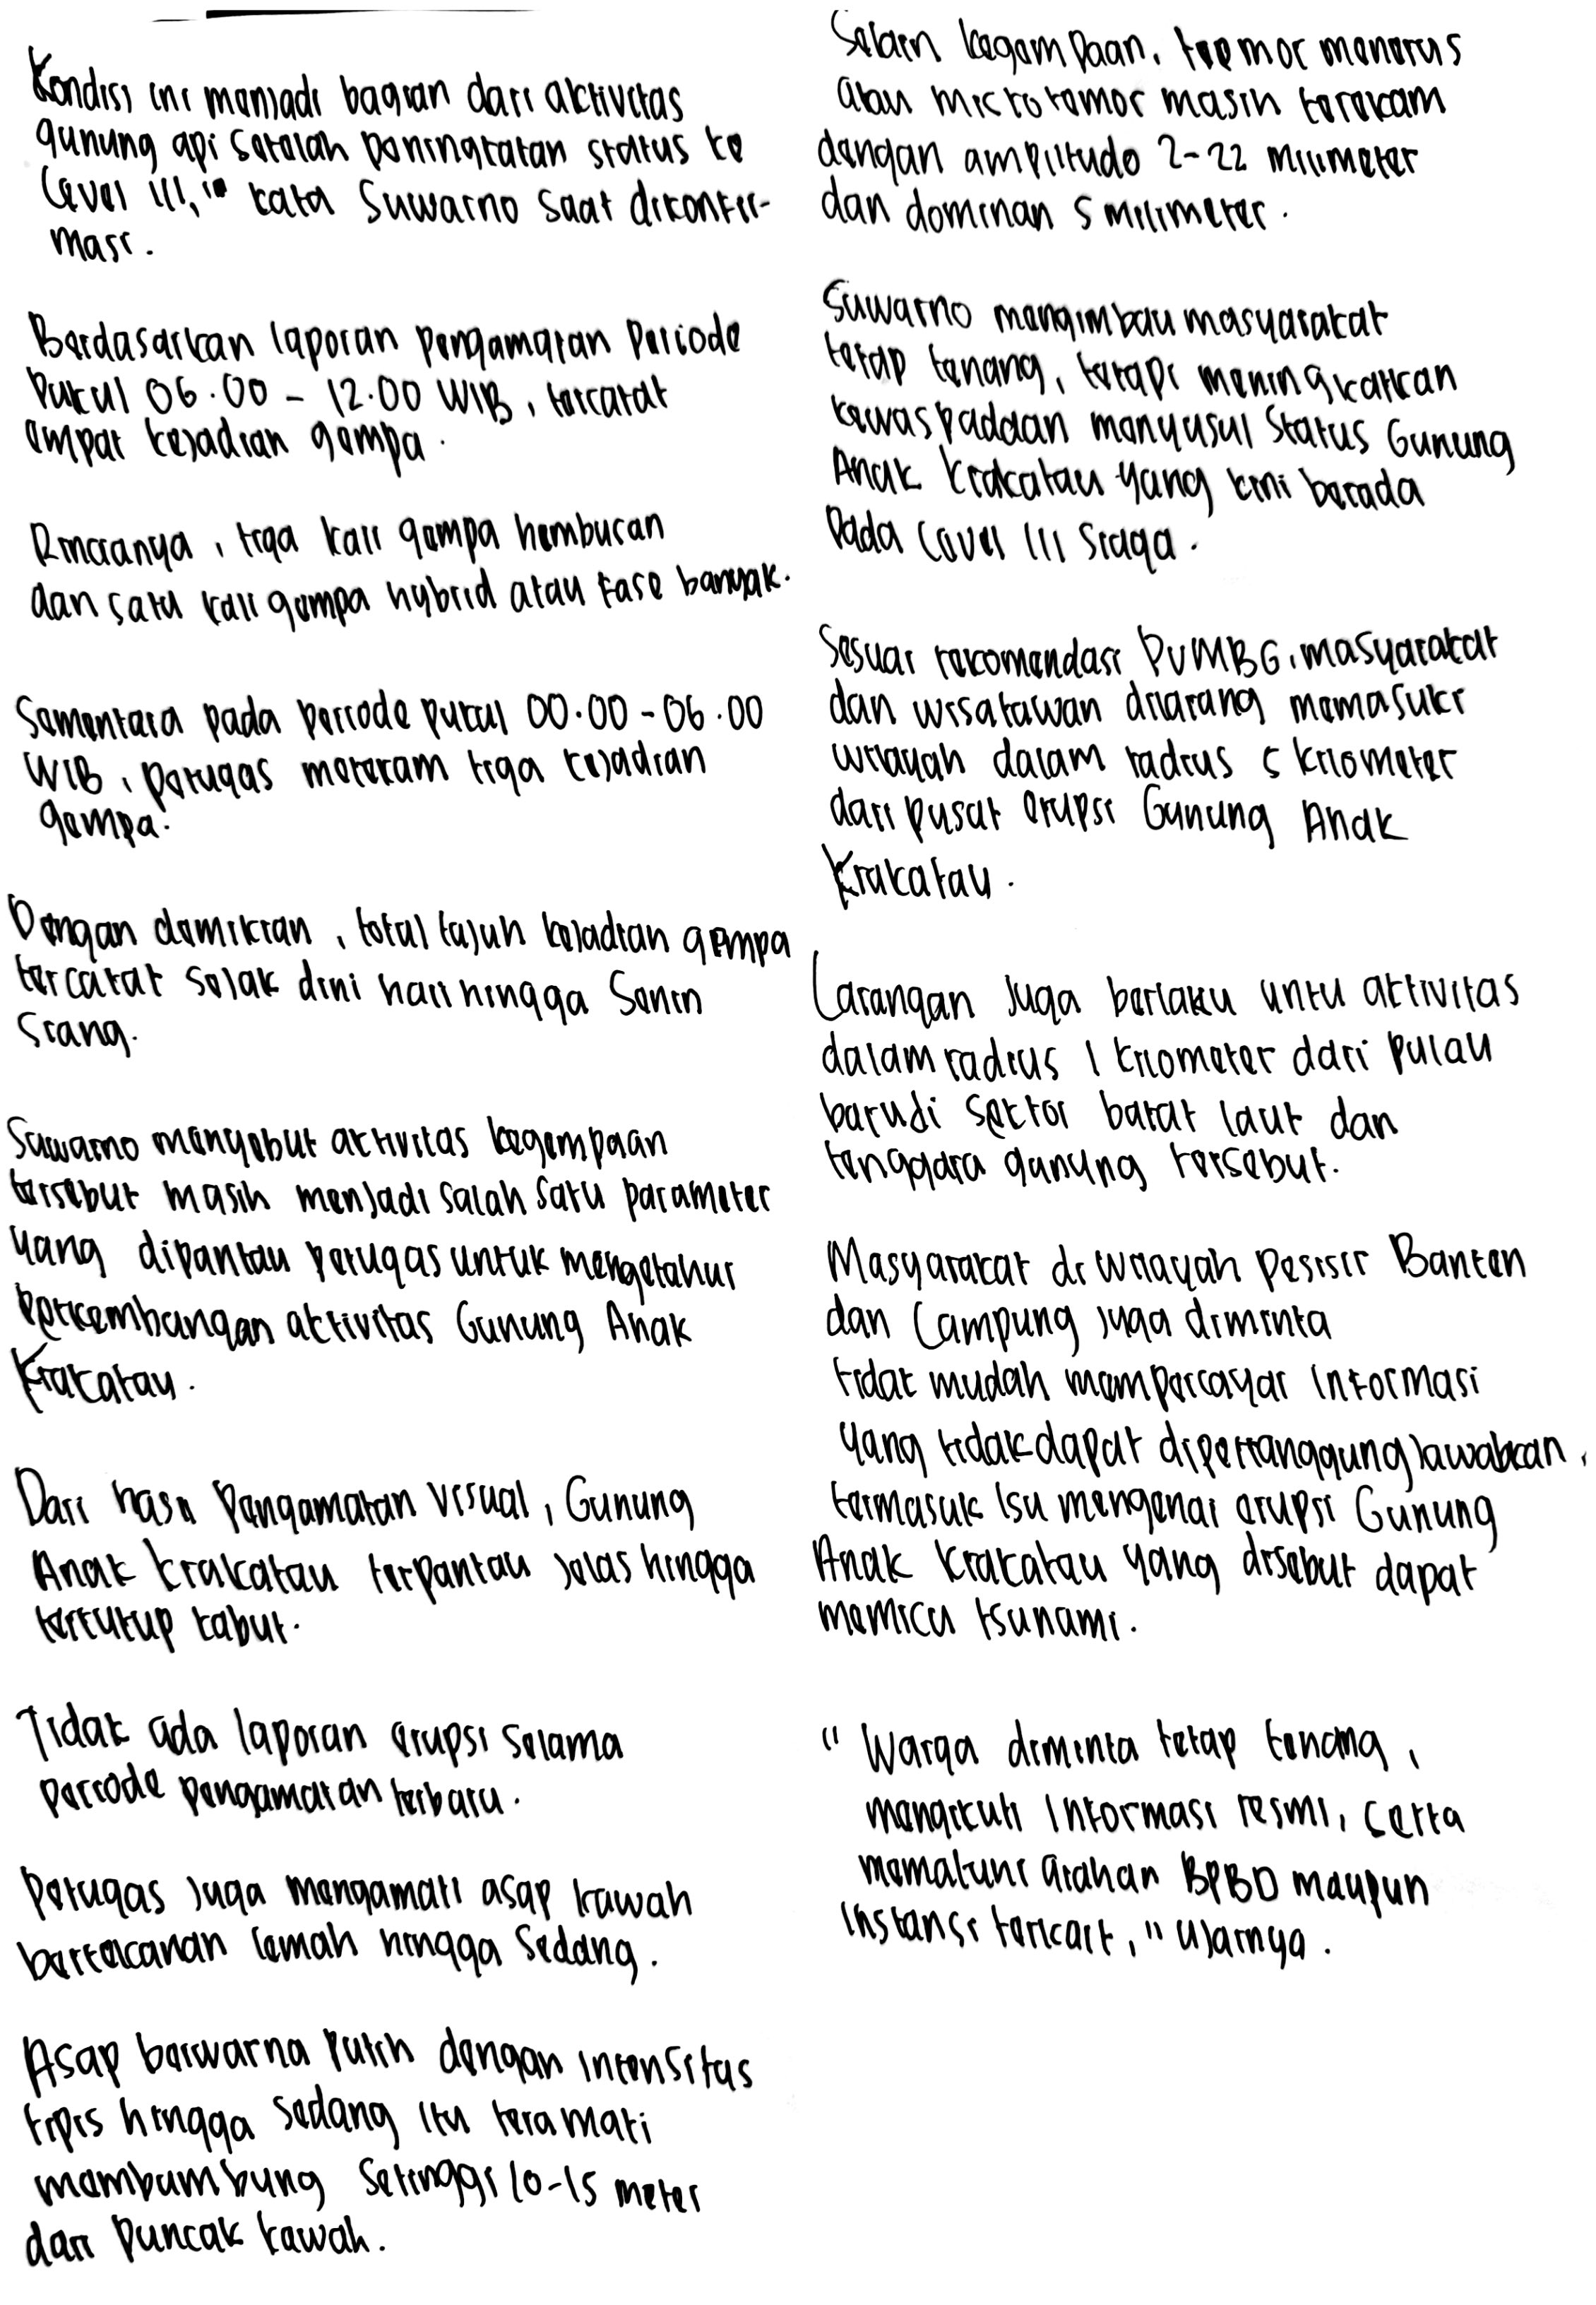 Kondisi ini menjadi bagian dari aktivitas
gunung api setelah peningkatan status ke
Level III," kata Suwarno saat dikonfir-
masi.
Berdasarkan laporan pengamatan periode
pukul 06.00 - 12.00 WIB, tercatat
empat kejadian gempa.
Rinciannya, tiga kali gempa hembusan
dan satu kali gempa hybrid atau fase banyak.
Sementara pada periode pukul 00.00 - 06.00
WIB, petugas merekam tiga kejadian
gempa.
Dengan demikian, total tujuh kejadian gempa
tercatat sejak dini hari hingga Senin
siang.
Suwarno menyebut aktivitas kegempaan
tersebut masih menjadi salah satu parameter
yang dipantau petugas untuk mengetahui
perkembangan aktivitas Gunung Anak
Krakatau.
Dari hasil pengamatan visual, Gunung
Anak Krakatau terpantau jelas hingga
tertutup kabut.
Tidak ada laporan erupsi selama
periode pengamatan terbaru.
Petugas juga mengamati asap kawah
bertekanan lemah hingga sedang.
Asap berwarna putih dengan intensitas
tipis hingga sedang itu teramati
membumbung setinggi 10-15 meter
dari puncak kawah.
Selain kegempaan, tremor menerus
atau microtremor masih terekam
dengan amplitudo 2-22 milimeter
dan dominan 5 milimeter.
Suwarno mengimbau masyarakat
tetap tenang, tetapi meningkatkan
kewaspadaan menyusul status Gunung
Anak Krakatau yang kini berada
pada Level III Siaga.
Sesuai rekomendasi PVMBG, masyarakat
dan wisatawan dilarang memasuki
wilayah dalam radius 5 kilometer
dari pusat erupsi Gunung Anak
Krakatau.
Larangan juga berlaku untu aktivitas
dalam radius 1 kilometer dari pulau
baru di sektor barat laut dan
tenggara gunung tersebut.
Masyarakat di wilayah pesisir Banten
dan Lampung juga diminta
tidak mudah mempercayai informasi
yang tidak dapat dipertanggungjawabkan,
termasuk isu mengenai erupsi Gunung
Anak Krakatau yang disebut dapat
memicu tsunami.
"Warga diminta tetap tenang,
mengikuti informasi resmi, serta
mematuhi arahan BPBD maupun
instansi terkait," ujarnya.